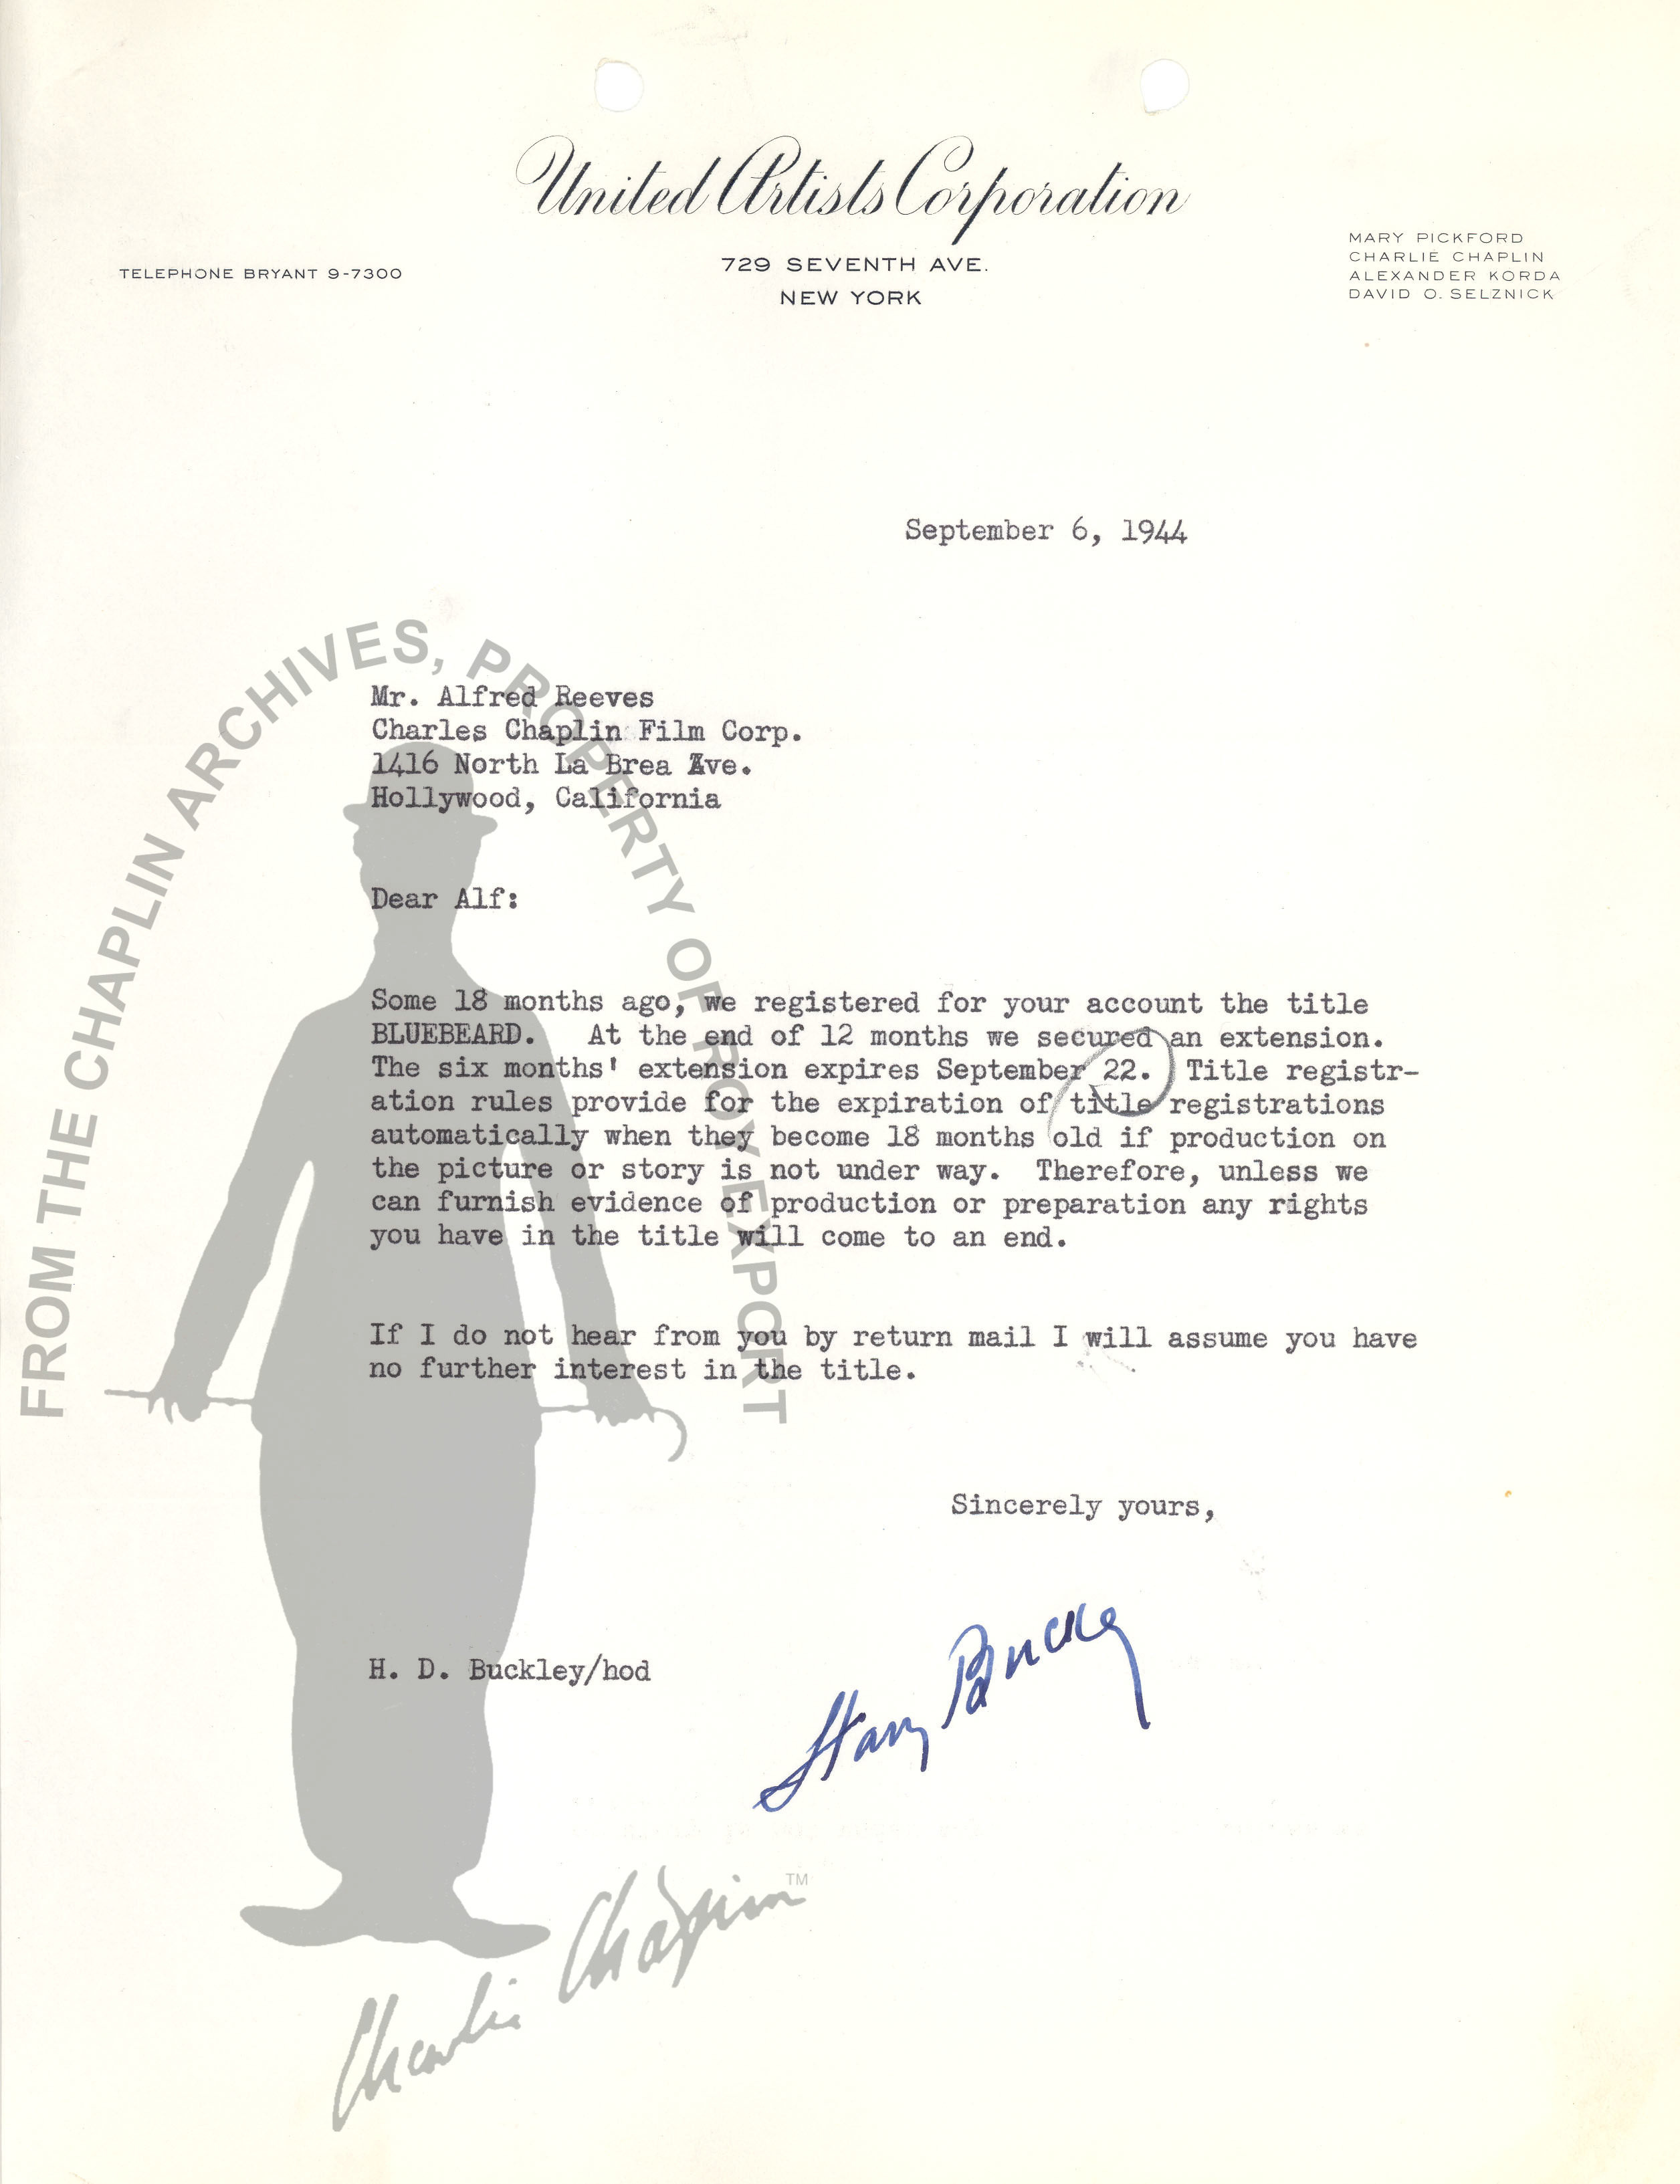 United Artists Corporation
729 SEVENTH AVE.
NEW YORK
TELEPHONE BRYANT 9-7300
MARY PICKFORD
CHARLIE CHAPLIN
ALEXANDER KORDA
DAVID O. SELZNICK
September 6, 1944
Mr. Alfred Reeves
Charles Chaplin Film Corp.
1416 North La Brea Ave.
Hollywood, California
Dear Alf:
Some 18 months ago, we registered for your account the title
BLUEBEARD. At the end of 12 months we secured an extension.
The six months' extension expires September 22. Title registr-
ation rules provide for the expiration of title registrations
automatically when they become 18 months old if production on
the picture or story is not under way. Therefore, unless we
can furnish evidence of production or preparation any rights
you have in the title will come to an end.
If I do not hear from you by return mail I will assume you have
no further interest in the title.
Sincerely yours,
Harry Buckley
H. D. Buckley/hod
FROM THE CHAPLIN ARCHIVES, PROPERTY OF ROY EXPORT
Charlie Chaplin TM